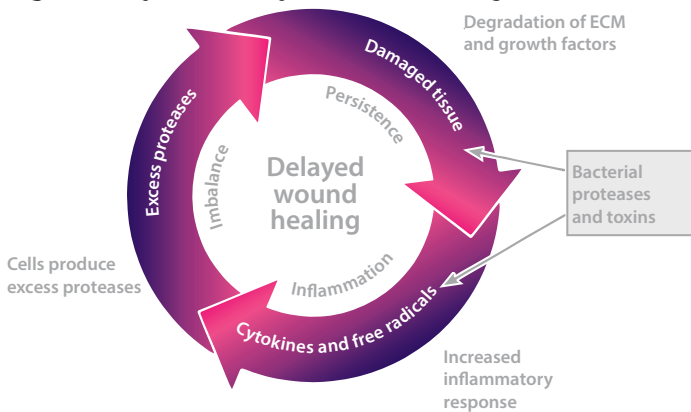 Degradation of ECM
and growth factors
Damaged tissue
Persistence
Excess proteases
Imbalance
Delayed
wound
healing
Bacterial
proteases
and toxins
Cells produce
excess proteases
Inflammation
Cytokines and free radicals
Increased
inflammatory
response